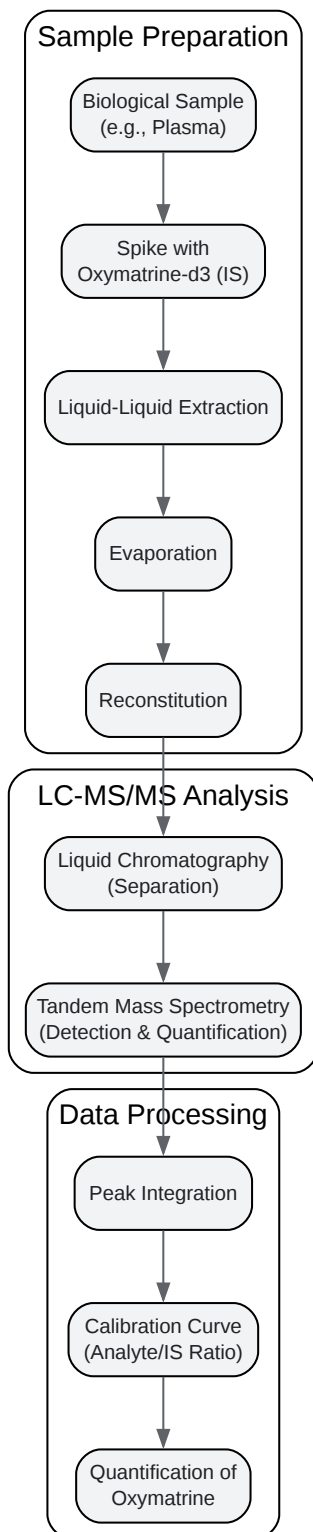 Sample Preparation
Biological Sample
(e.g., Plasma)
Spike with
Oxymatrine-d3 (IS)
Liquid-Liquid Extraction
Evaporation
Reconstitution
LC-MS/MS Analysis
Liquid Chromatography
(Separation)
Tandem Mass Spectrometry
(Detection & Quantification)
Data Processing
Peak Integration
Calibration Curve
(Analyte/IS Ratio)
Quantification of
Oxymatrine